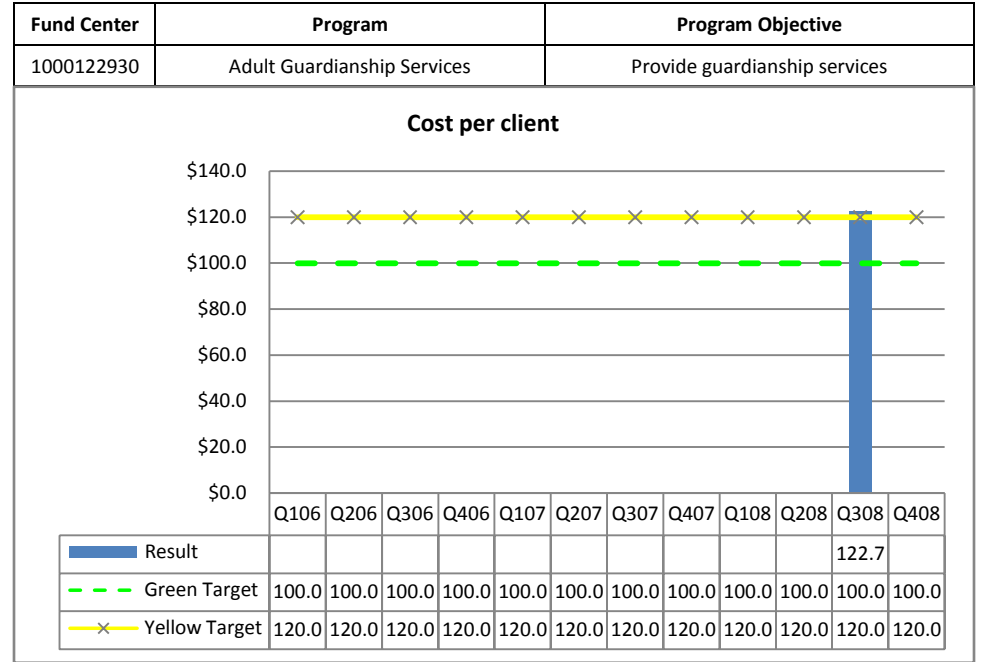 Fund Center Program Program Objective
1000122930 Adult Guardianship Services Provide guardianship services
Cost per client
$140.0
$120.0
$100.0
$80.0
$60.0
$40.0
$20.0
$0.0
Q106 Q206 Q306 Q406 Q107 Q207 Q307 Q407 Q108 Q208 Q308 Q408
Result 122.7
Green Target 100.0 100.0 100.0 100.0 100.0 100.0 100.0 100.0 100.0 100.0 100.0 100.0
Yellow Target 120.0 120.0 120.0 120.0 120.0 120.0 120.0 120.0 120.0 120.0 120.0 120.0